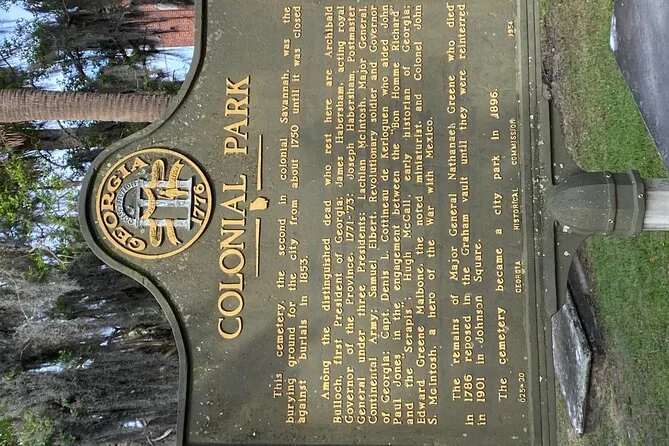 GEORGIA
1776
COLONIAL PARK
This cemetery, the second in colonial Savannah, was the
burying ground for the city from about 1750 until it was closed
against burials in 1853.
Among the distinguished dead who rest here are Archibald
Bulloch, first President of Georgia; James Habersham, acting royal
Governor of the Province, 1771-'73; Joseph Habersham, Postmaster
General under three Presidents; Lachlan McIntosh, Major General,
Continental Army; Samuel Elbert, Revolutionary soldier and Governor
of Georgia; Capt. Denis L. Cottineau de Kerloguen who aided John
Paul Jones in the engagement between the "Bon Homme Richard"
and the "Serapis"; Hugh McCall, early historian of Georgia;
Edward Greene Malbone, the noted miniaturist, and Colonel John
S. McIntosh, a hero of the War with Mexico.
The remains of Major General Nathanael Greene who died
in 1786 reposed in the Graham vault until they were reinterred
in 1901 in Johnson Square.
The cemetery became a city park in 1896.
025-20 GEORGIA HISTORICAL COMMISSION 1954